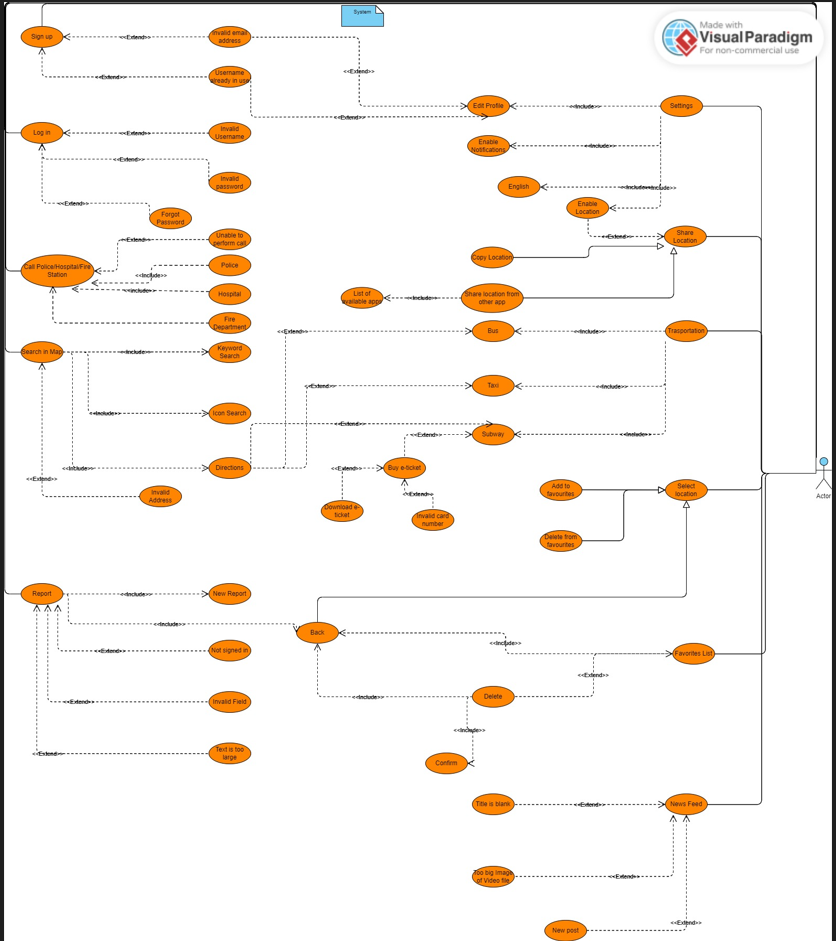 System
Made with
VisualParadigm
For non-commercial use
Sign up
<<Extend>>
Invalid email
address
<<Extend>>
Username
already in use
<<Extend>>
<<Extend>>
Edit Profile
<<Include>>
Settings
Log in
<<Extend>>
Invalid
Username
Enable
Notifications
<<Include>>
<<Extend>>
Invalid
password
English
<<Include>>
<<Include>>
<<Extend>>
Forgot
Password
Enable
Location
<<Extend>>
Share
Location
<<Extend>>
Unable to
perform call
Call Police/Hospital/Fire
Station
<<Include>>
Police
Copy Location
<<Include>>
Hospital
List of
available apps
<<Include>>
Share location from
other app
Fire
Department
<<Extend>>
Bus
<<Include>>
Trasportation
Search in Map
<<Include>>
Keyword
Search
<<Extend>>
Taxi
<<Include>>
<<Include>>
Icon Search
<<Extend>>
<<Extend>>
Subway
<<Include>>
<<Include>>
Directions
<<Extend>>
Buy e-ticket
<<Extend>>
Invalid
Address
<<Extend>>
Download e-
ticket
Invalid card
number
Add to
favourites
Select
location
Actor
Delete from
favourites
Report
<<Include>>
New Report
<<Include>>
Back
<<Include>>
<<Extend>>
Not signed in
Favorites List
<<Extend>>
<<Extend>>
Invalid Field
<<Include>>
Delete
<<Include>>
<<Extend>>
Text is too
large
Confirm
Title is blank
<<Extend>>
News Feed
Too big Image
of Video file
<<Extend>>
New post
<<Extend>>